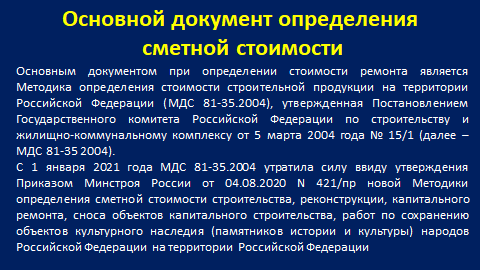 Основной документ определения
сметной стоимости
Основным документом при определении стоимости ремонта является
Методика определения стоимости строительной продукции на территории
Российской Федерации (МДС 81-35.2004), утвержденная Постановлением
Государственного комитета Российской Федерации по строительству и
жилищно-коммунальному комплексу от 5 марта 2004 года № 15/1 (далее –
МДС 81-35 2004).
С 1 января 2021 года МДС 81-35.2004 утратила силу ввиду утверждения
Приказом Минстроя России от 04.08.2020 N 421/пр новой Методики
определения сметной стоимости строительства, реконструкции, капитального
ремонта, сноса объектов капитального строительства, работ по сохранению
объектов культурного наследия (памятников истории и культуры) народов
Российской Федерации на территории Российской Федерации